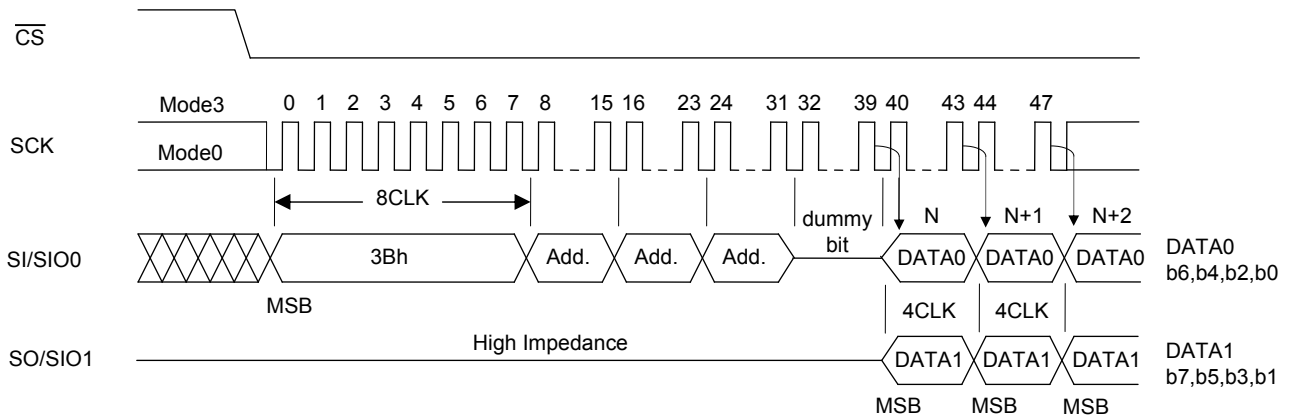 CS
Mode3 0 1 2 3 4 5 6 7 8 15 16 23 24 31 32 39 40 43 44 47
SCK
Mode0
8CLK
dummy
bit
N N+1 N+2
SI/SIO0 3Bh Add. Add. Add. DATA0 DATA0 DATA0
DATA0
b6,b4,b2,b0
MSB
4CLK 4CLK
High Impedance
SO/SIO1 DATA1 DATA1 DATA1
DATA1
b7,b5,b3,b1
MSB MSB MSB